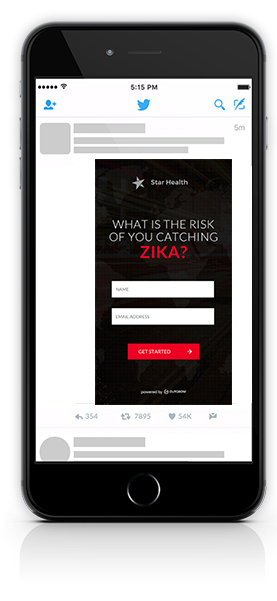 5:15 PM
5m
Star Health
WHAT IS THE RISK
OF YOU CATCHING
ZIKA?
NAME
EMAIL ADDRESS
GET STARTED
powered by
354
7895
54K